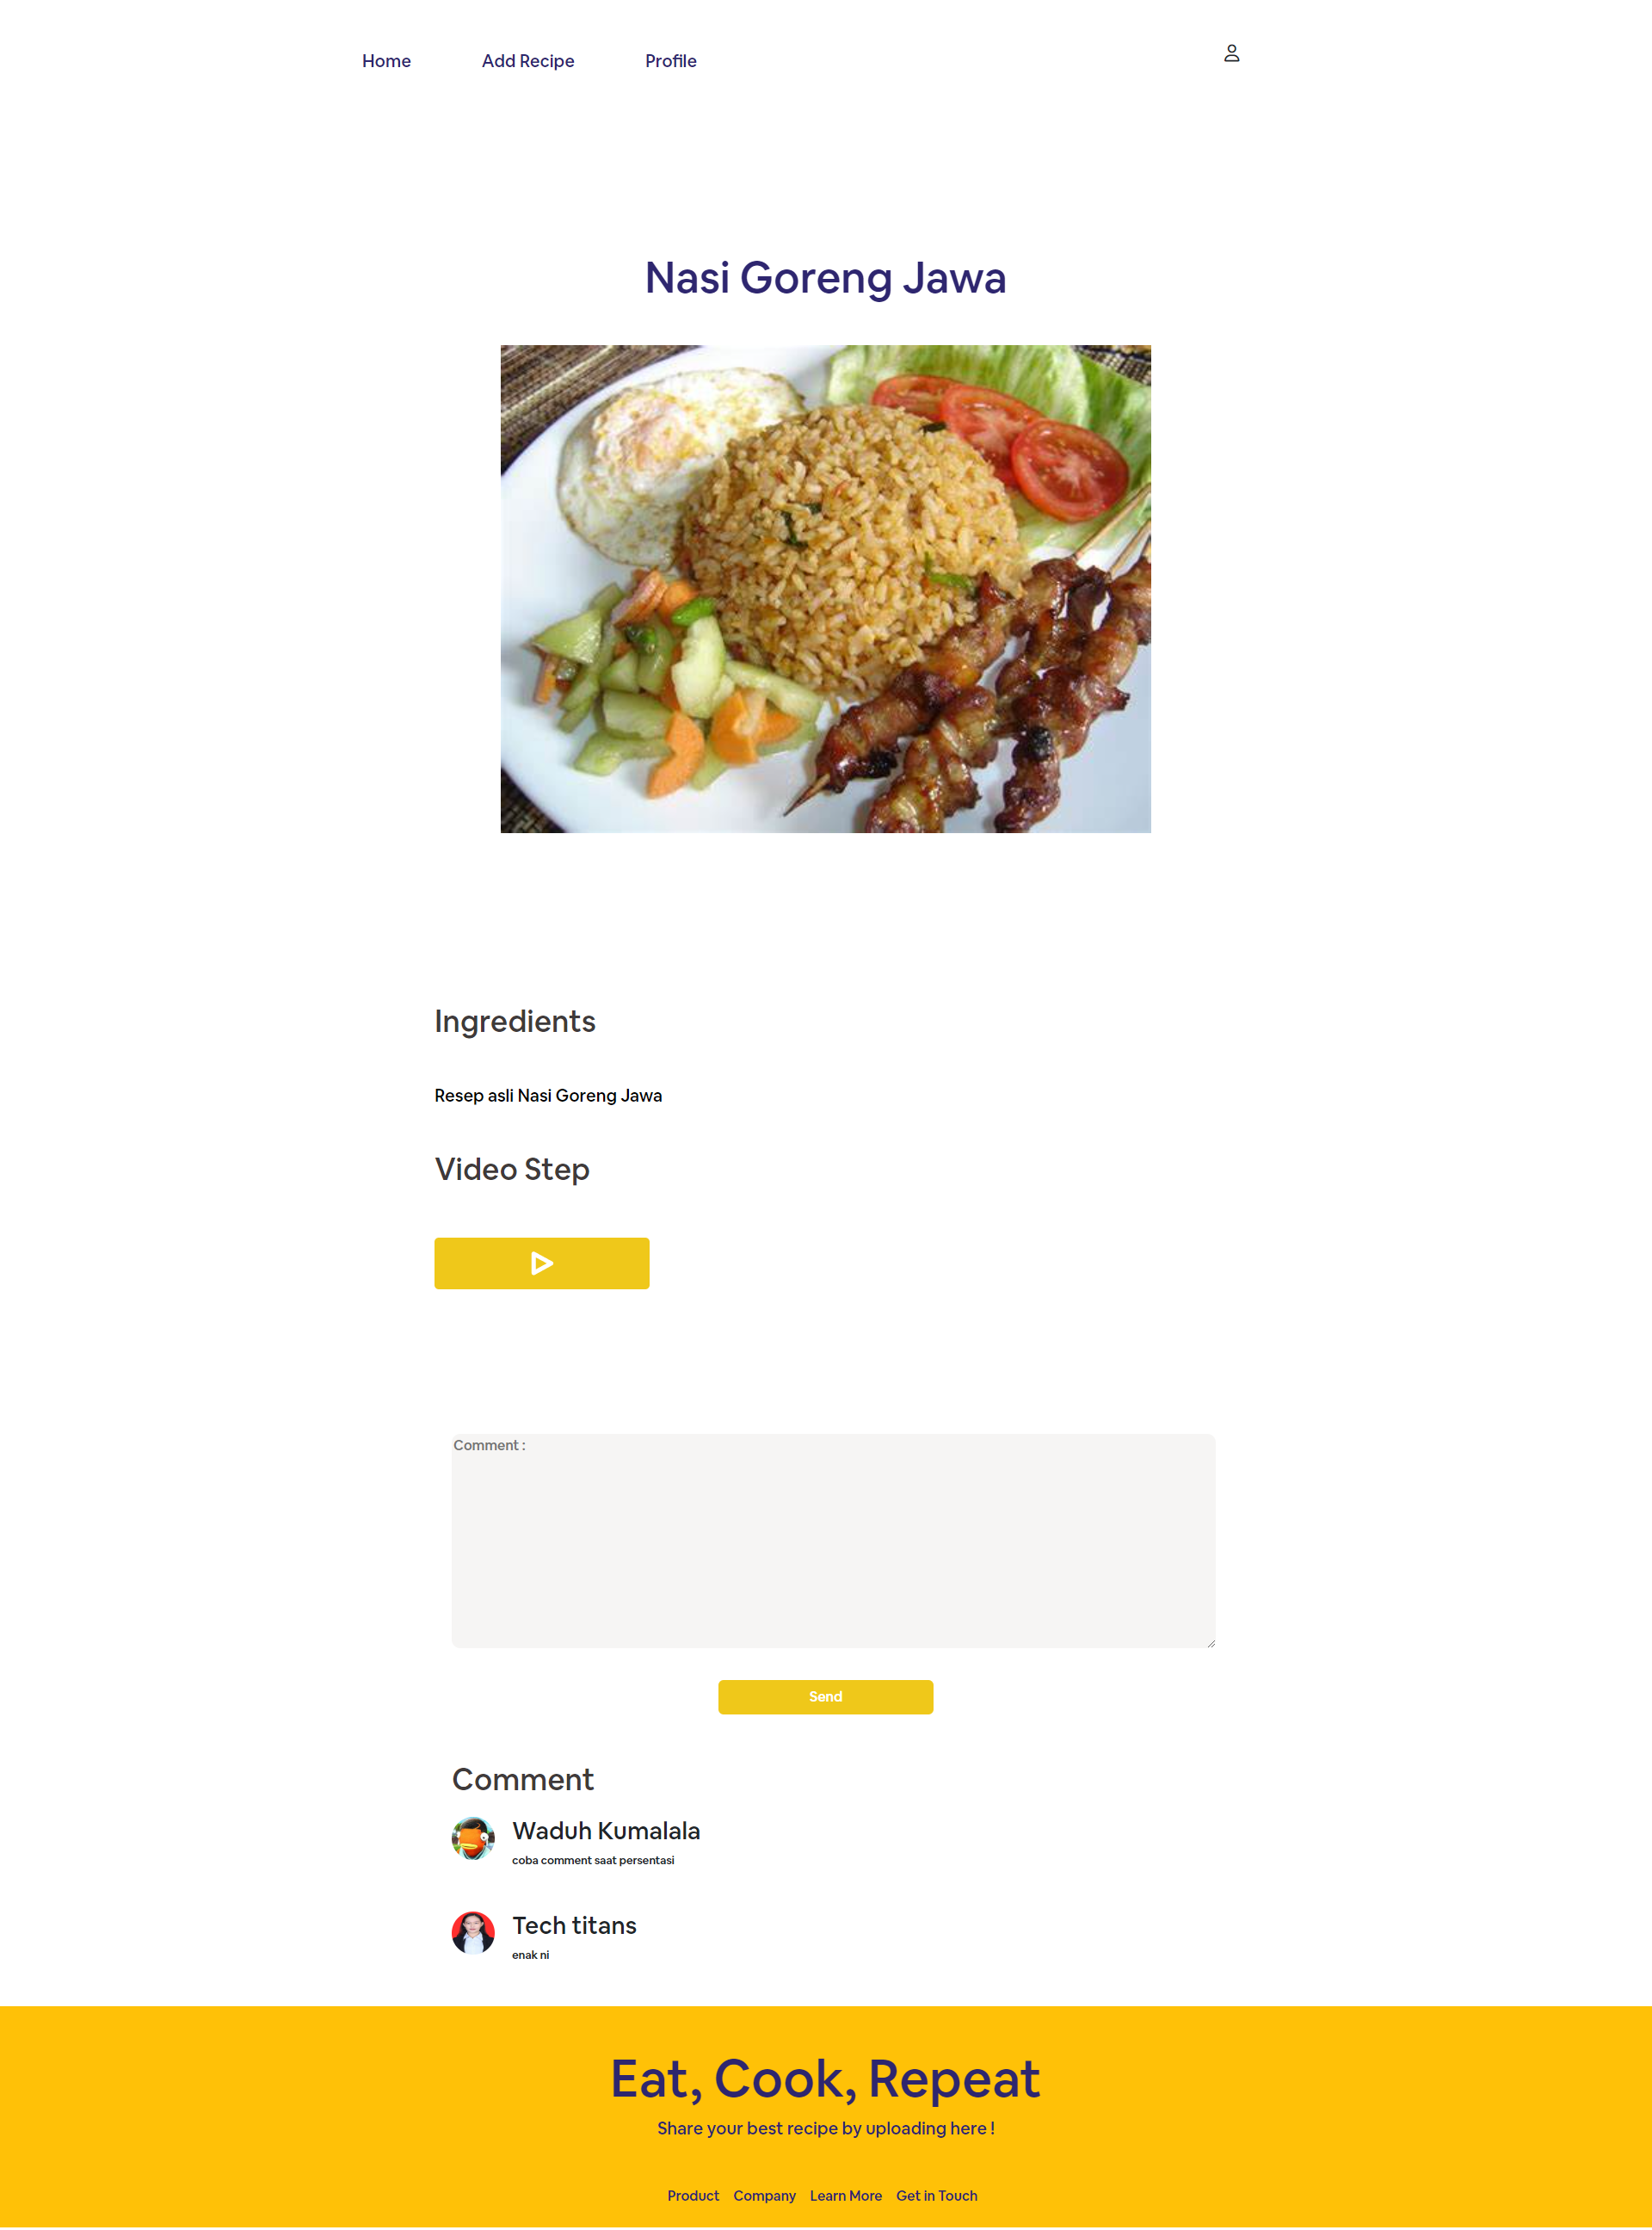 Home Add Recipe Profile
Nasi Goreng Jawa
Ingredients
Resep asli Nasi Goreng Jawa
Video Step
Comment :
Send
Comment
Waduh Kumalala
coba comment saat persentasi
Tech titans
enak ni
Eat, Cook, Repeat
Share your best recipe by uploading here !
Product Company Learn More Get in Touch